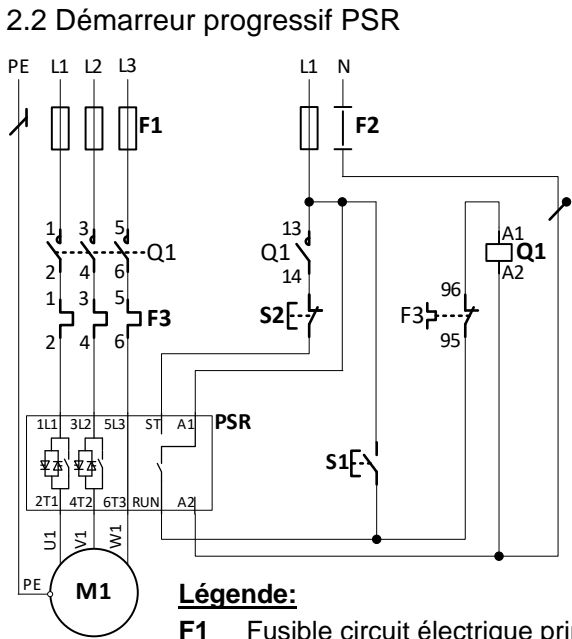 2.2 Démarreur progressif PSR
PE L1 L2 L3 L1 N
F1 F2
1 3 5 Q1
2 4 6
13
Q1
14
A1
Q1
A2
1 3 5 F3
2 4 6
S2
96
F3
95
1L1 3L2 5L3 ST A1 PSR
S1
2T1 4T2 6T3 RUN A2
U1 V1 W1
PE M1
Légende:
F1 Fusible circuit électrique